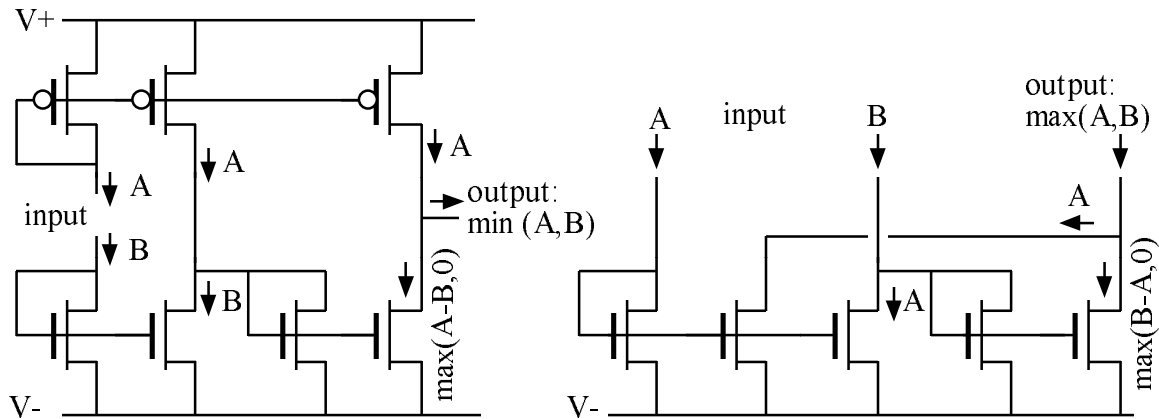 V+
A
A
input
B
B
A
output:
min (A,B)
max(A-B,0)
V-
A
input
B
output:
max(A,B)
A
A
max(B-A,0)
V-